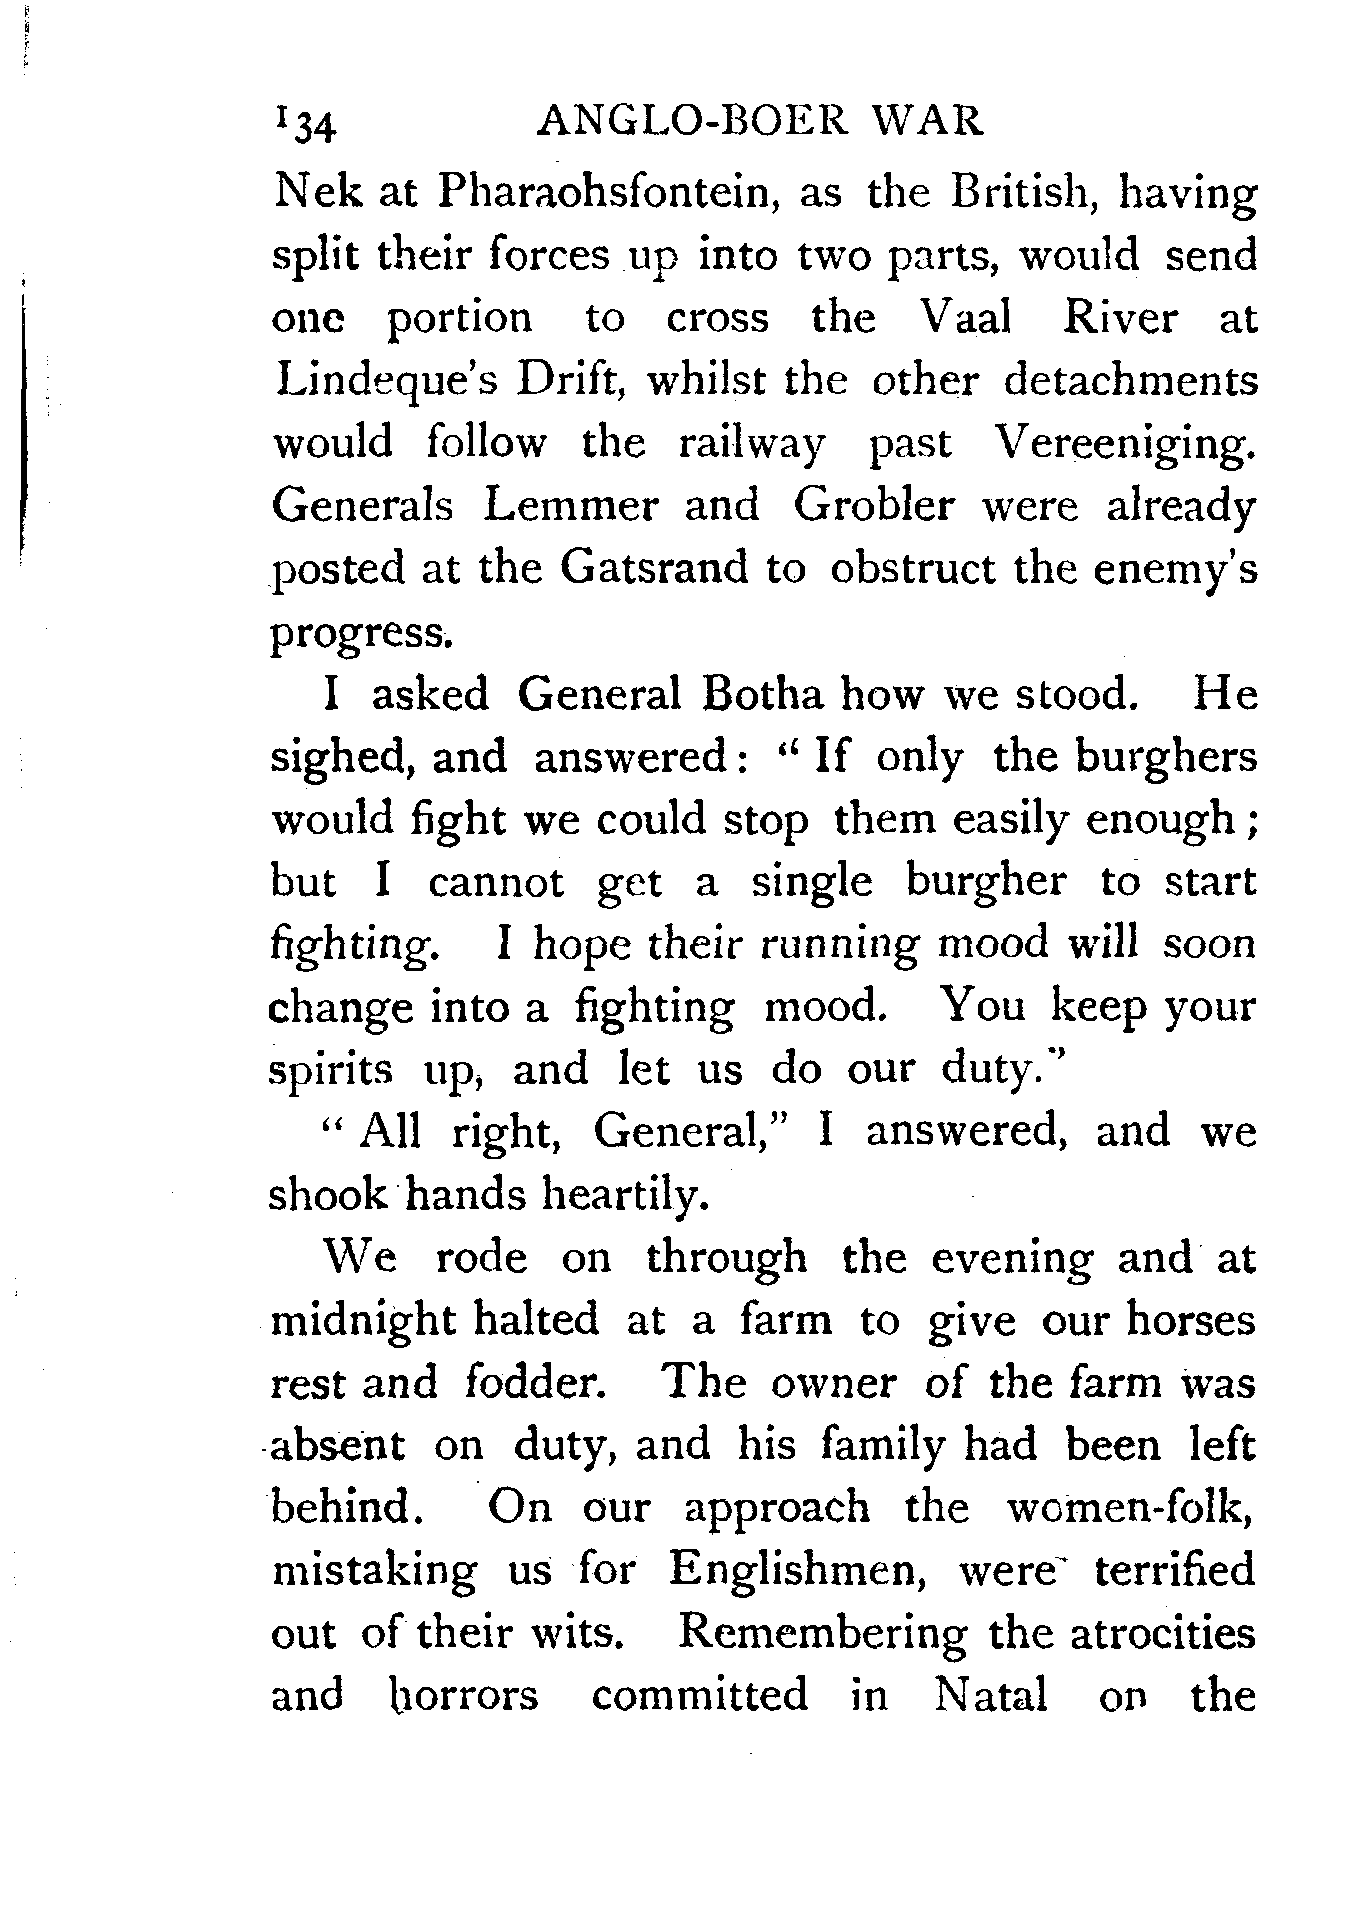 134 ANGLO-BOER WAR
Nek at Pharaohsfontein, as the British, having
split their forces up into two parts, would send
one portion to cross the Vaal River at
Lindeque's Drift, whilst the other detachments
would follow the railway past Vereeniging.
Generals Lemmer and Grobler were already
posted at the Gatsrand to obstruct the enemy's
progress.
I asked General Botha how we stood. He
sighed, and answered: "If only the burghers
would fight we could stop them easily enough;
but I cannot get a single burgher to start
fighting. I hope their running mood will soon
change into a fighting mood. You keep your
spirits up, and let us do our duty."
"All right, General," I answered, and we
shook hands heartily.
We rode on through the evening and at
midnight halted at a farm to give our horses
rest and fodder. The owner of the farm was
absent on duty, and his family had been left
behind. On our approach the women-folk,
mistaking us for Englishmen, were terrified
out of their wits. Remembering the atrocities
and horrors committed in Natal on the